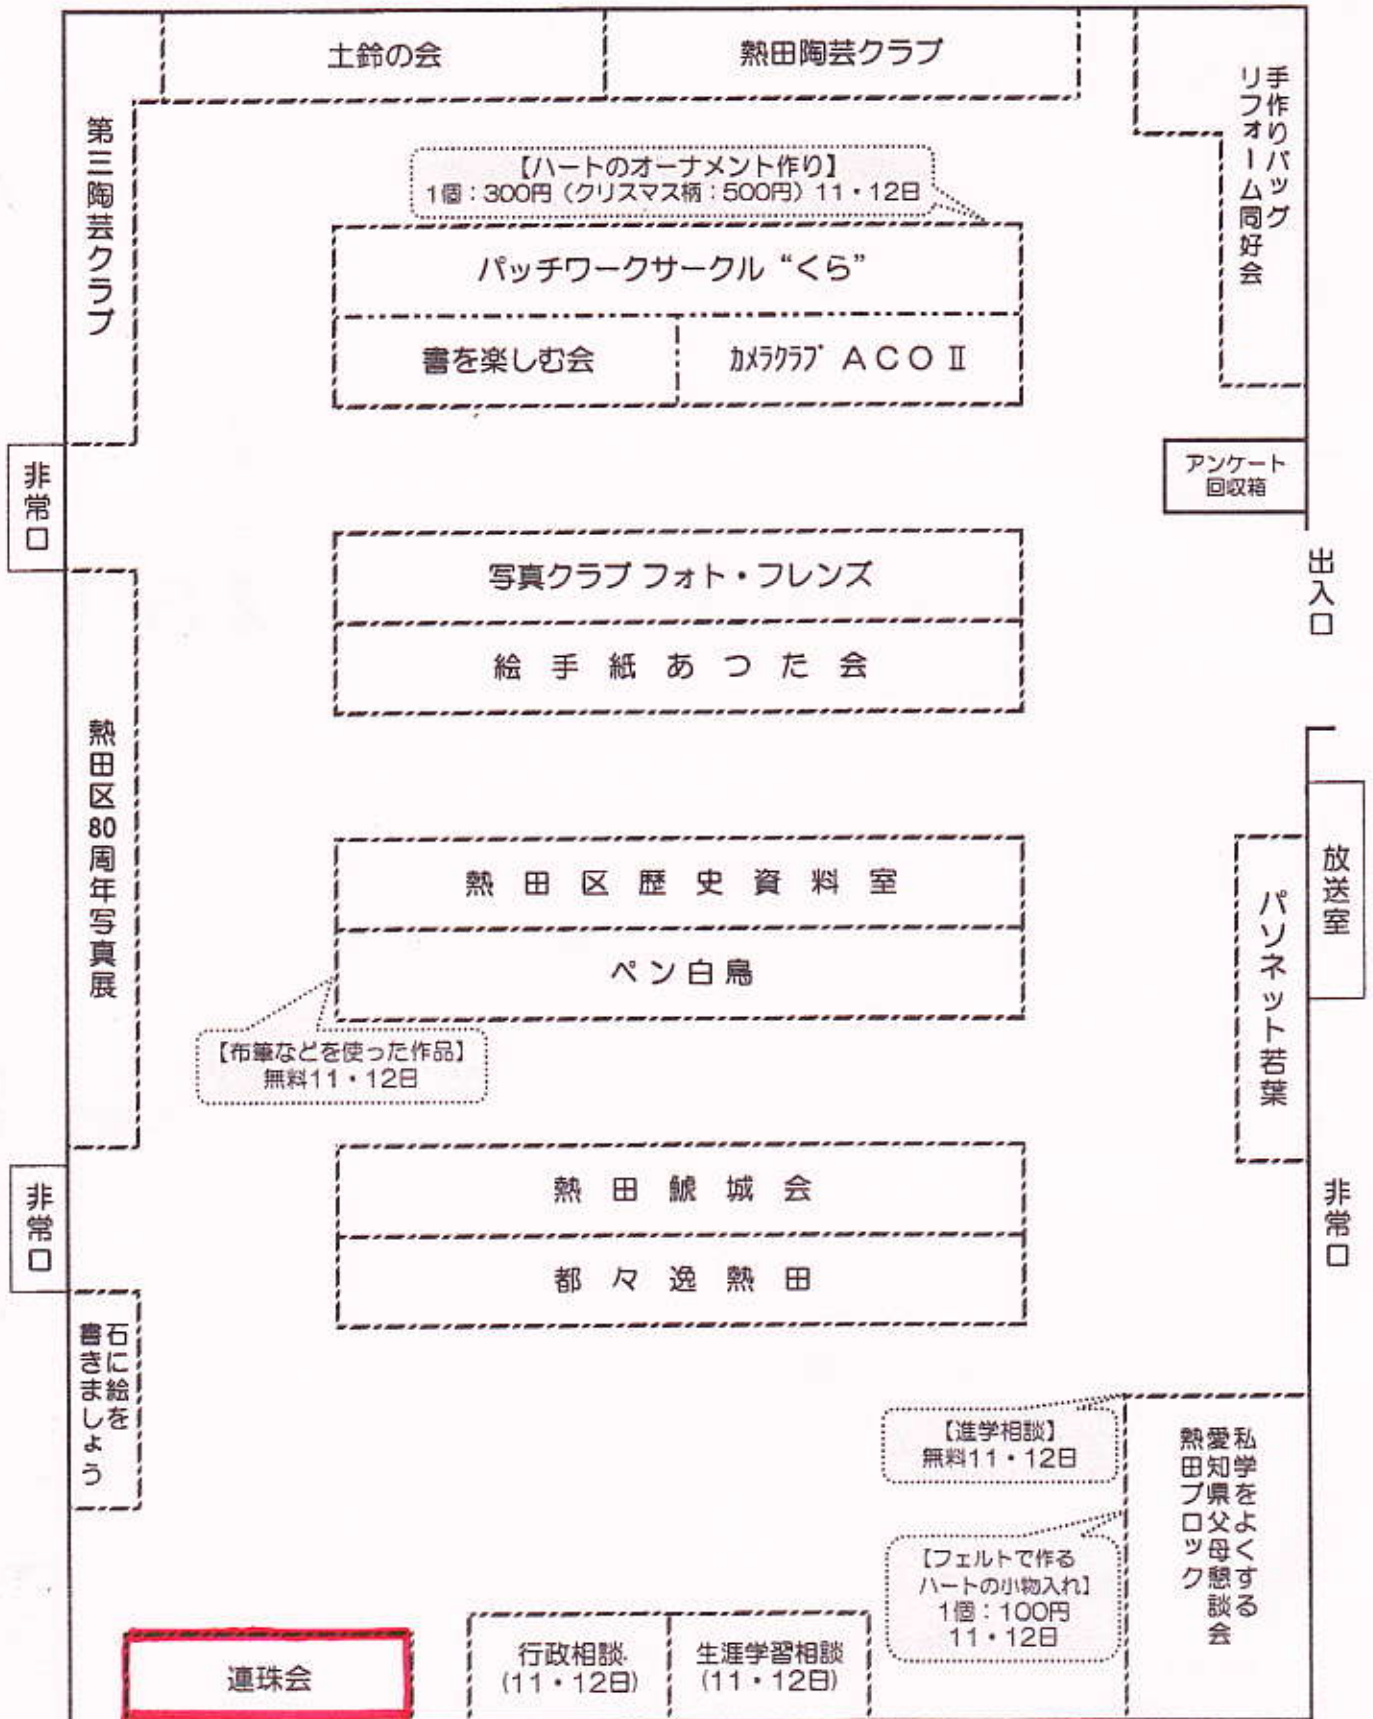 土鈴の会
熱田陶芸クラブ
手作りバッグ
リフォーム同好会
第三陶芸クラブ
【ハートのオーナメント作り】
1個：300円（クリスマス柄：500円）11・12日
パッチワークサークル “くら”
書を楽しむ会
カメラクラブ ＡＣＯⅡ
非常口
アンケート
回収箱
写真クラブ フォト・フレンズ
出入口
絵手紙あつた会
熱田区80周年写真展
熱田区歴史資料室
放送室
ペン白鳥
パソネット若葉
【布筆などを使った作品】
無料11・12日
熱田鯱城会
非常口
非常口
都々逸熱田
石に絵を
書きましょう
【進学相談】
無料11・12日
私学をよくする
愛知県父母懇談会
熱田ブロック
【フェルトで作る
ハートの小物入れ】
1個：100円
11・12日
連珠会
行政相談
(11・12日)
生涯学習相談
(11・12日)